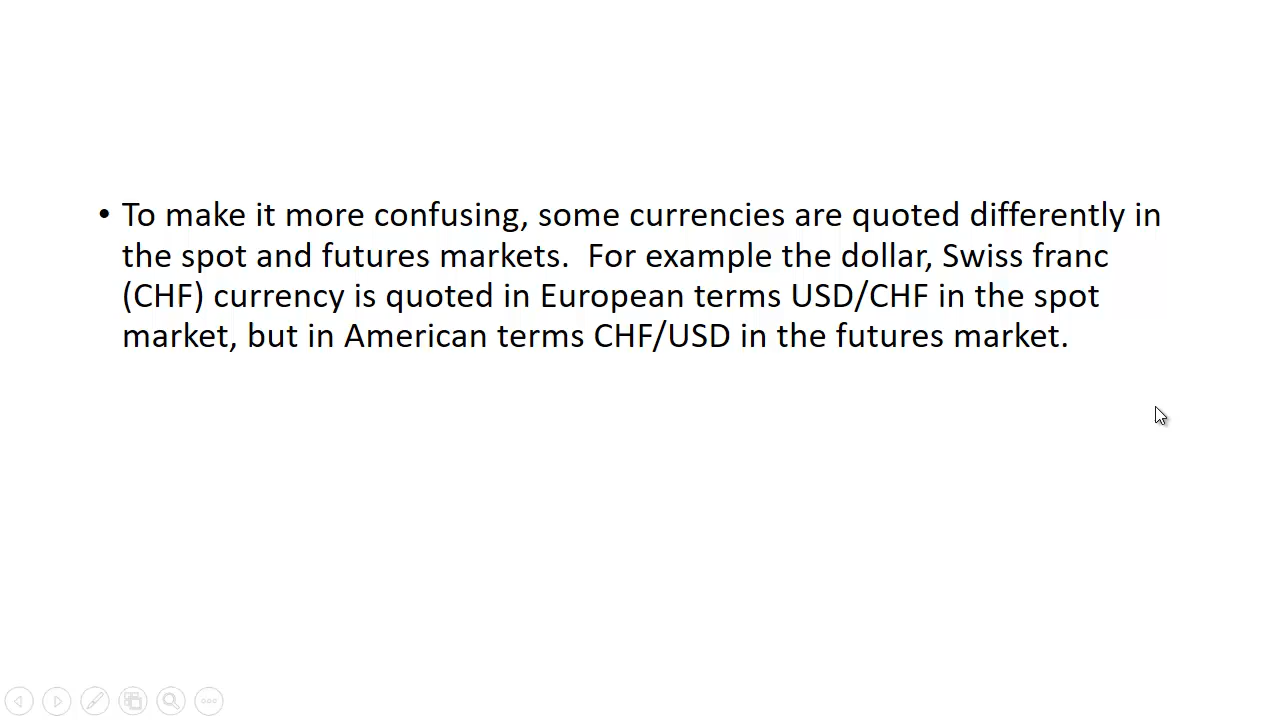 • To make it more confusing, some currencies are quoted differently in
the spot and futures markets.  For example the dollar, Swiss franc
(CHF) currency is quoted in European terms USD/CHF in the spot
market, but in American terms CHF/USD in the futures market.